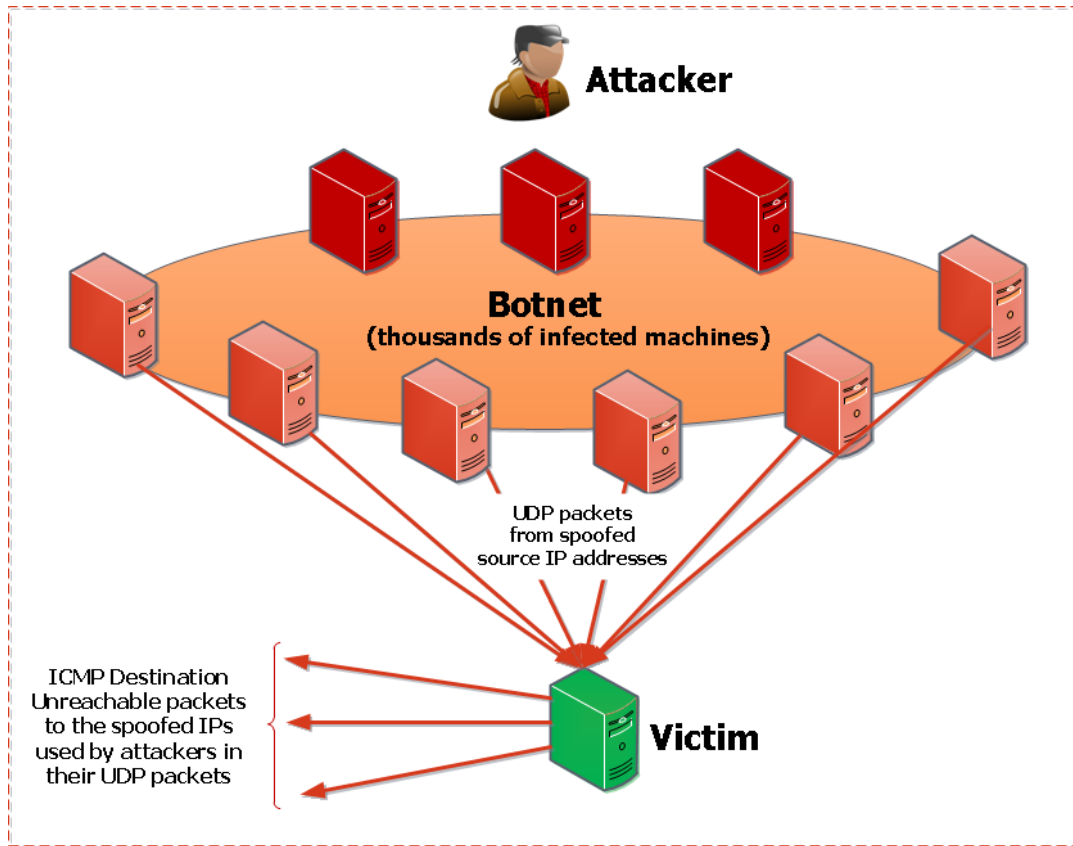 Attacker
Botnet
(thousands of infected machines)
UDP packets
from spoofed
source IP addresses
ICMP Destination
Unreachable packets
to the spoofed IPs
used by attackers in
their UDP packets
Victim